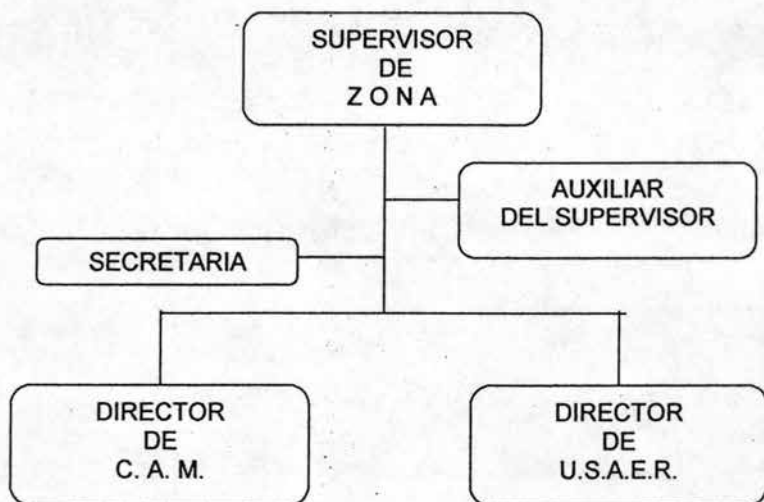 SUPERVISOR
DE
Z O N A
AUXILIAR
DEL SUPERVISOR
SECRETARIA
DIRECTOR
DE
C. A. M.
DIRECTOR
DE
U.S.A.E.R.